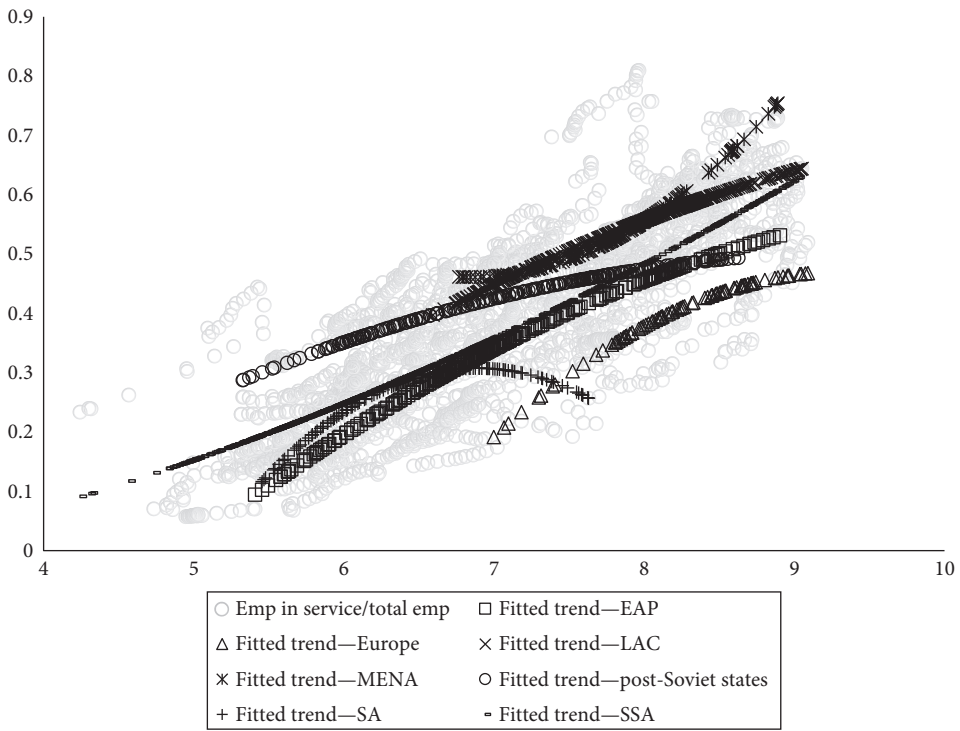 0.9
0.8
0.7
0.6
0.5
0.4
0.3
0.2
0.1
0
4 5 6 7 8 9 10
Emp in service/total emp Fitted trend—EAP
Fitted trend—Europe Fitted trend—LAC
Fitted trend—MENA Fitted trend—post-Soviet states
Fitted trend—SA Fitted trend—SSA